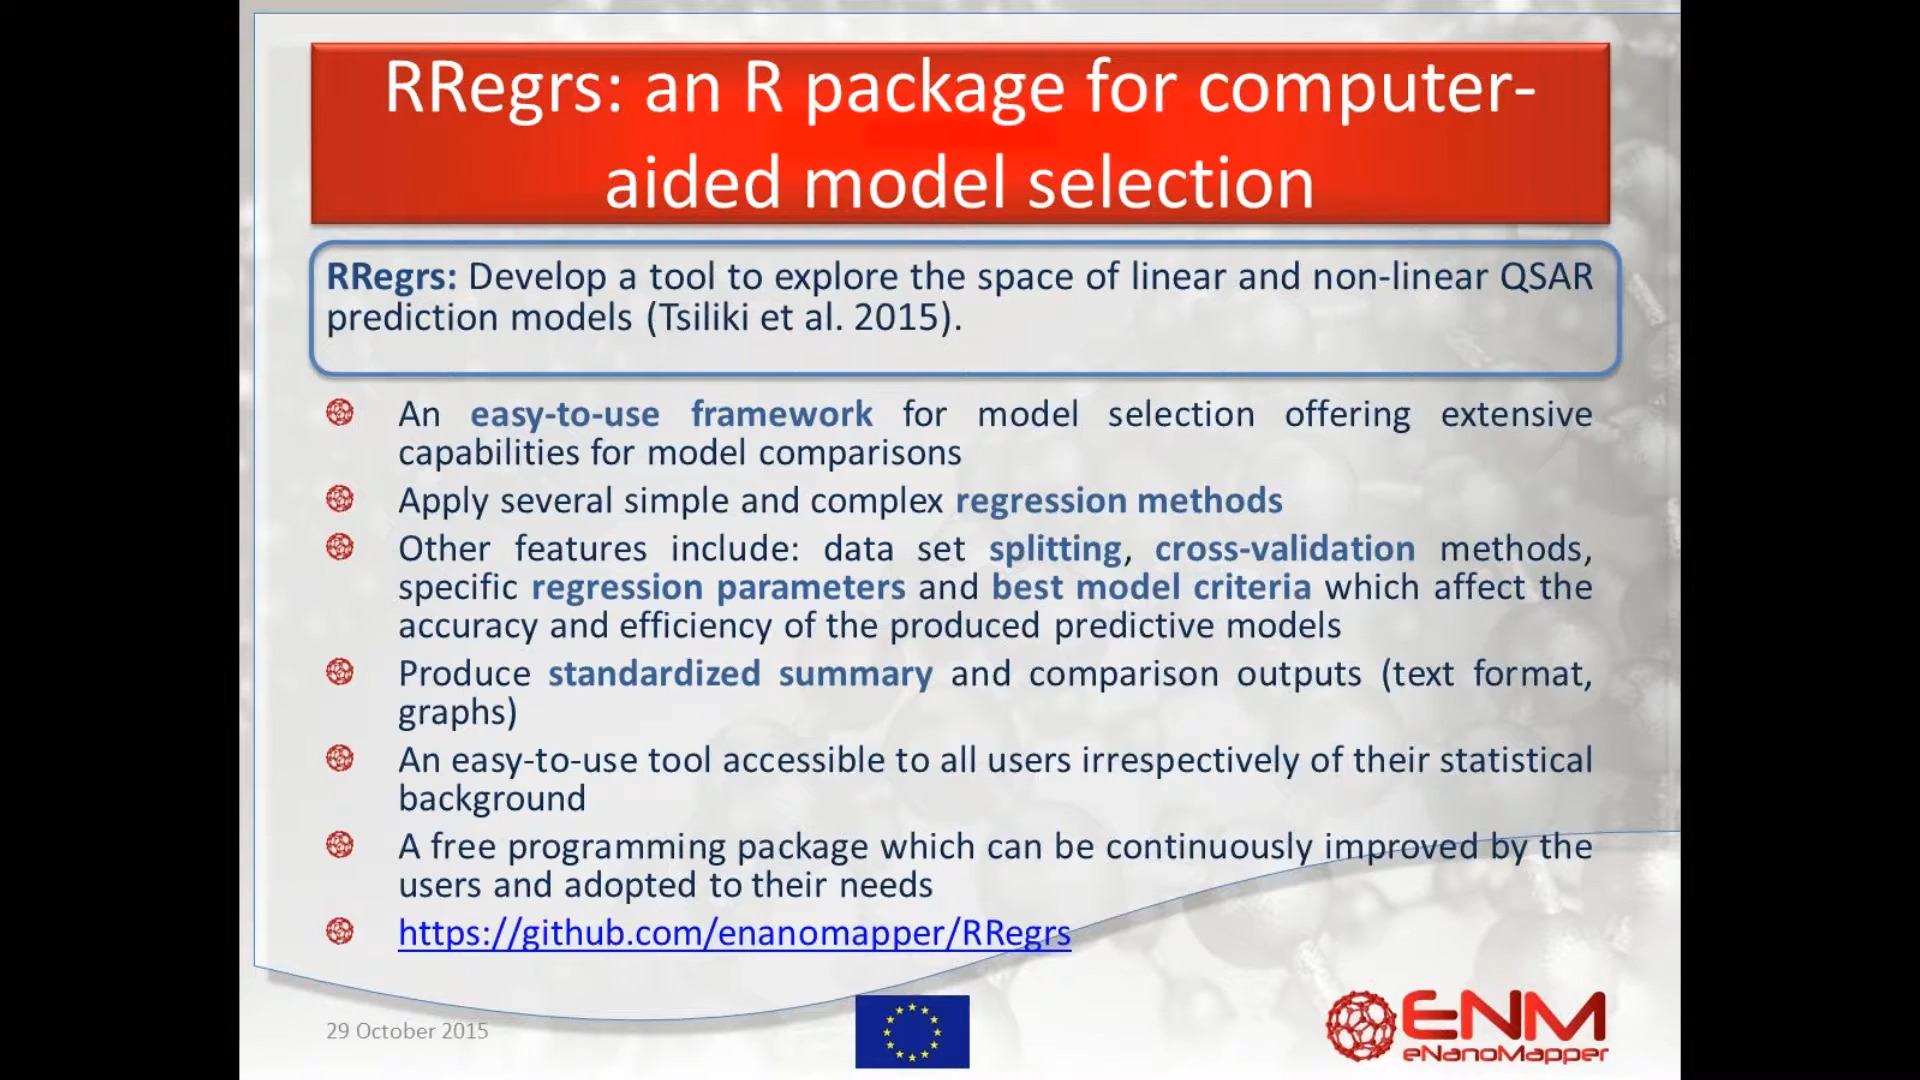 RRegrs: an R package for computer-
aided model selection
RRegrs: Develop a tool to explore the space of linear and non-linear QSAR
prediction models (Tsiliki et al. 2015).
An easy-to-use framework for model selection offering extensive
capabilities for model comparisons
Apply several simple and complex regression methods
Other features include: data set splitting, cross-validation methods,
specific regression parameters and best model criteria which affect the
accuracy and efficiency of the produced predictive models
Produce standardized summary and comparison outputs (text format,
graphs)
An easy-to-use tool accessible to all users irrespectively of their statistical
background
A free programming package which can be continuously improved by the
users and adopted to their needs
https://github.com/enanomapper/RRegrs
29 October 2015
ENM
eNanoMapper